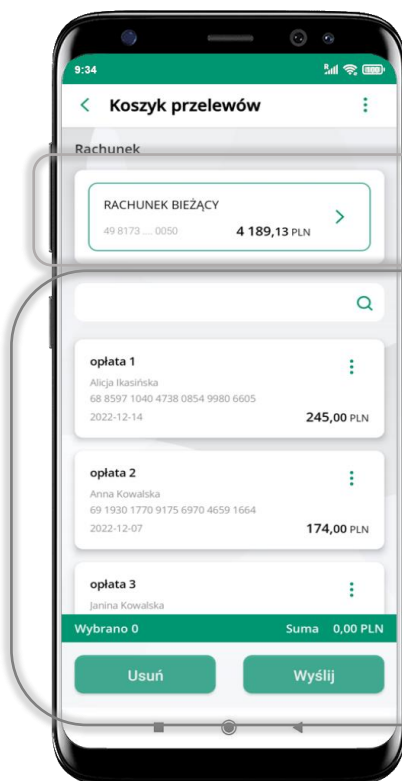 9:34
Koszyk przelewów
Rachunek
RACHUNEK BIEŻĄCY
49 8173 .... 0050 4 189,13 PLN
opłata 1
Alicja Ikasińska
68 8597 1040 4738 0854 9980 6605
2022-12-14 245,00 PLN
opłata 2
Anna Kowalska
69 1930 1770 9175 6970 4659 1664
2022-12-07 174,00 PLN
opłata 3
Janina Kowalska
Wybrano 0 Suma 0,00 PLN
Usuń Wyślij